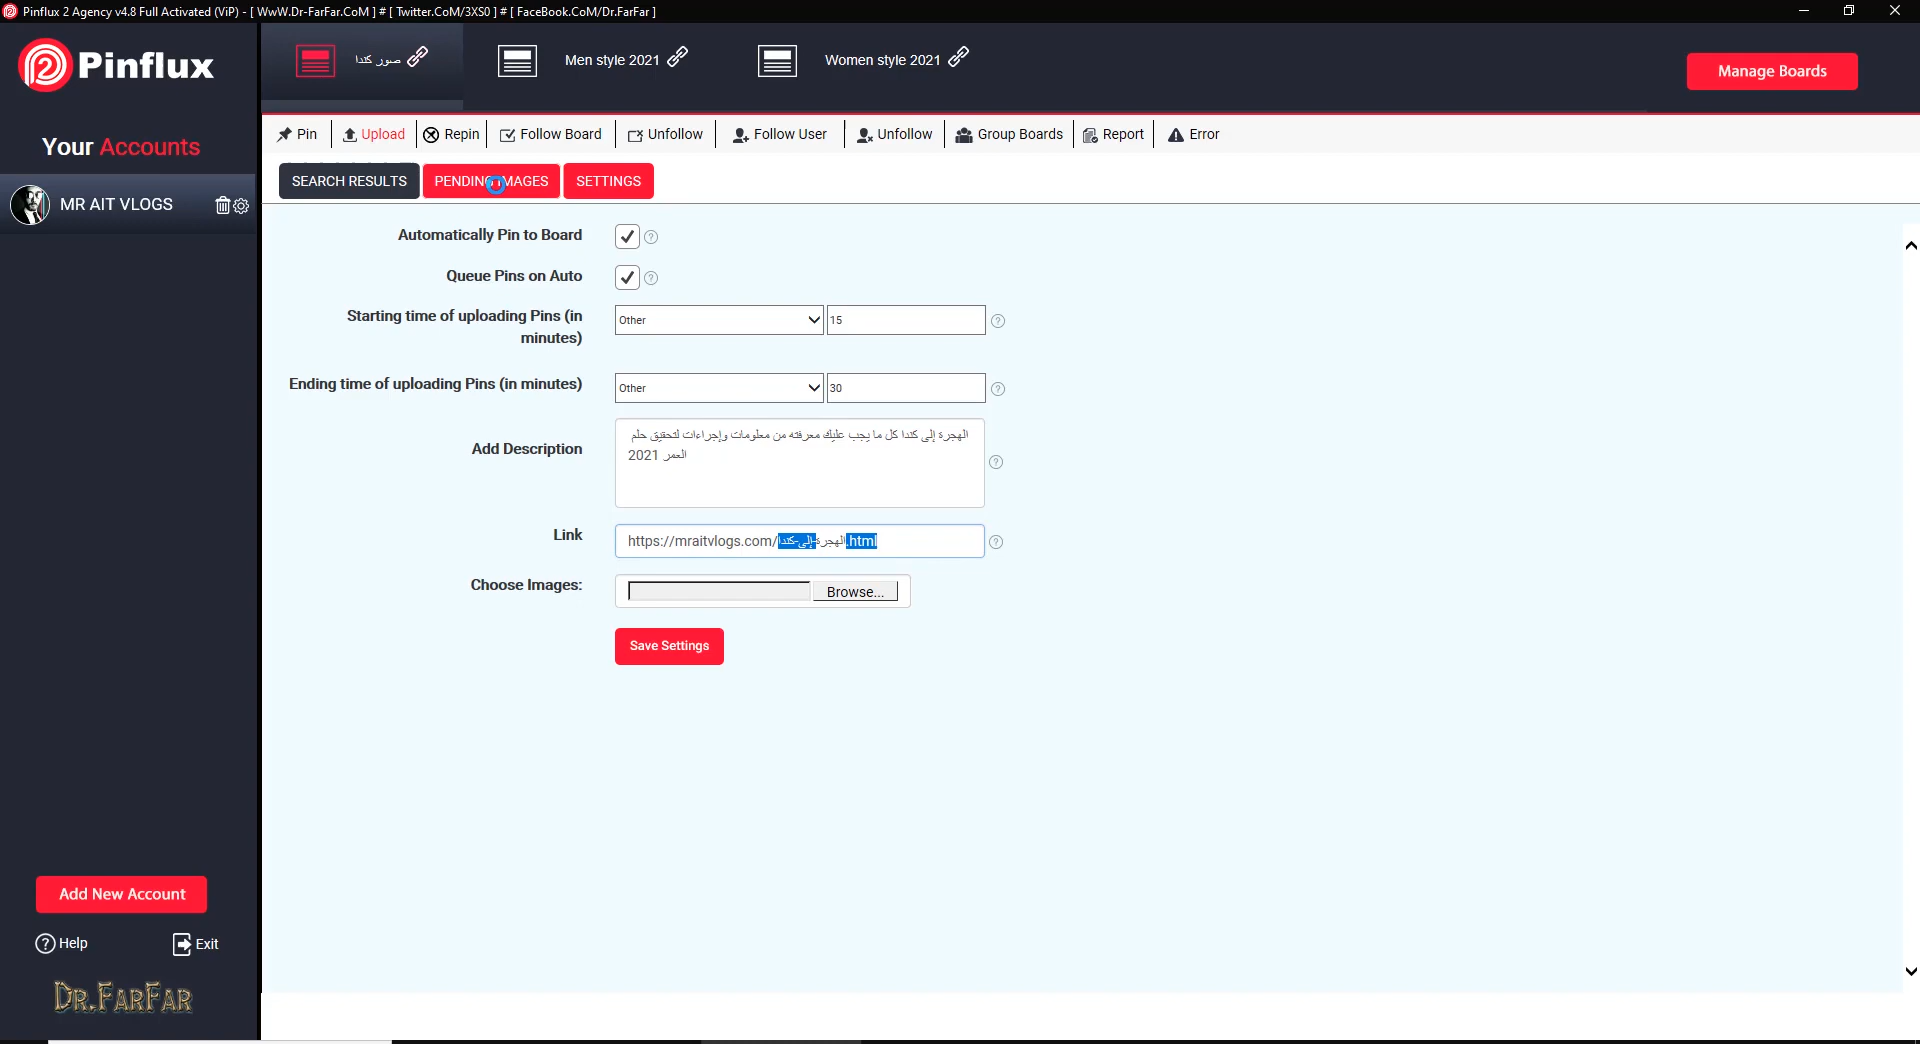 Pinflux 2 Agency v4.8 Full Activated (ViP) - [ WwW.Dr-FarFar.CoM ] # [ Twitter.CoM/3XS0 ] # [ FaceBook.CoM/Dr.FarFar ]
Pinflux
صور كندا
Men style 2021
Women style 2021
Manage Boards
Your Accounts
MR AIT VLOGS
Pin
Upload
Repin
Follow Board
Unfollow
Follow User
Unfollow
Group Boards
Report
Error
SEARCH RESULTS
PENDING IMAGES
SETTINGS
Automatically Pin to Board
Queue Pins on Auto
Starting time of uploading Pins (in
minutes)
Other
15
Ending time of uploading Pins (in minutes)
Other
30
Add Description
الهجرة إلى كندا كل ما يجب عليك معرفته من معلومات وإجراءات لتحقيق حلم
العمر 2021
Link
https://mraitvlogs.com/الهجرة-إلى-كندا.html
Choose Images:
Browse...
Save Settings
Add New Account
Help
Exit
DR.FARFAR